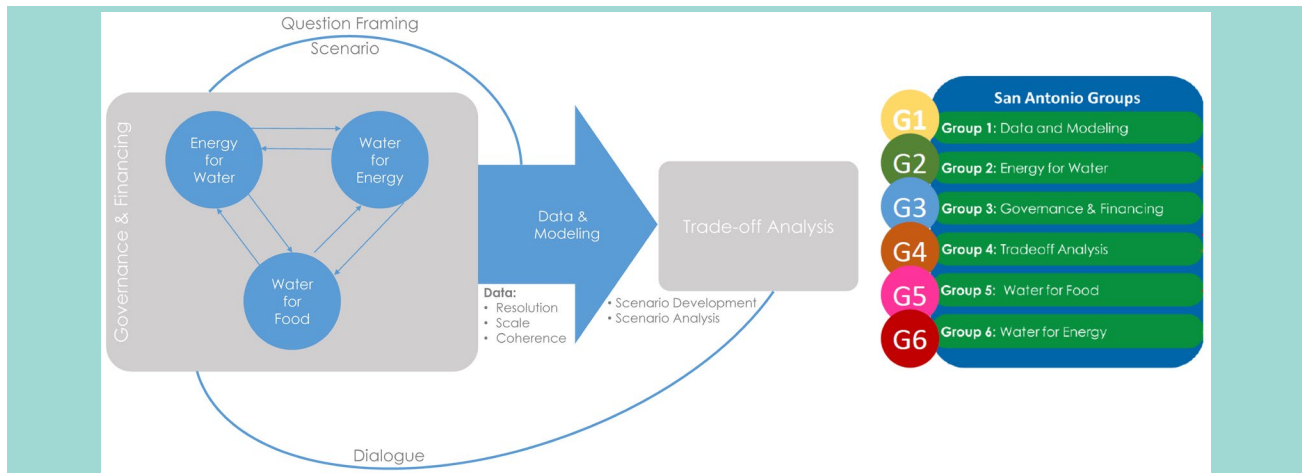 Question Framing
Scenario
Governance & Financing
Energy
for
Water
Water
for
Energy
Water
for
Food
Data &
Modeling
Data:
• Resolution
• Scale
• Coherence
Trade-off Analysis
• Scenario Development
• Scenario Analysis
Dialogue
San Antonio Groups
G1
Group 1: Data and Modeling
G2
Group 2: Energy for Water
G3
Group 3: Governance & Financing
G4
Group 4: Tradeoff Analysis
G5
Group 5: Water for Food
G6
Group 6: Water for Energy